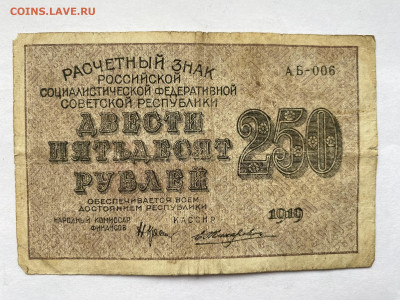 COINS.LAVE.RU
РАСЧЕТНЫЙ ЗНАК
РОССИЙСКОЙ
СОЦИАЛИСТИЧЕСКОЙ ФЕДЕРАТИВНОЙ
СОВЕТСКОЙ РЕСПУБЛИКИ
АБ-006
ДВЕСТИ
ПЯТЬДЕСЯТ
РУБЛЕЙ
250
ОБЕСПЕЧИВАЕТСЯ ВСЕМ
ДОСТОЯНИЕМ РЕСПУБЛИКИ
НАРОДНЫЙ КОМИССАР
ФИНАНСОВ
КАССИР
1919